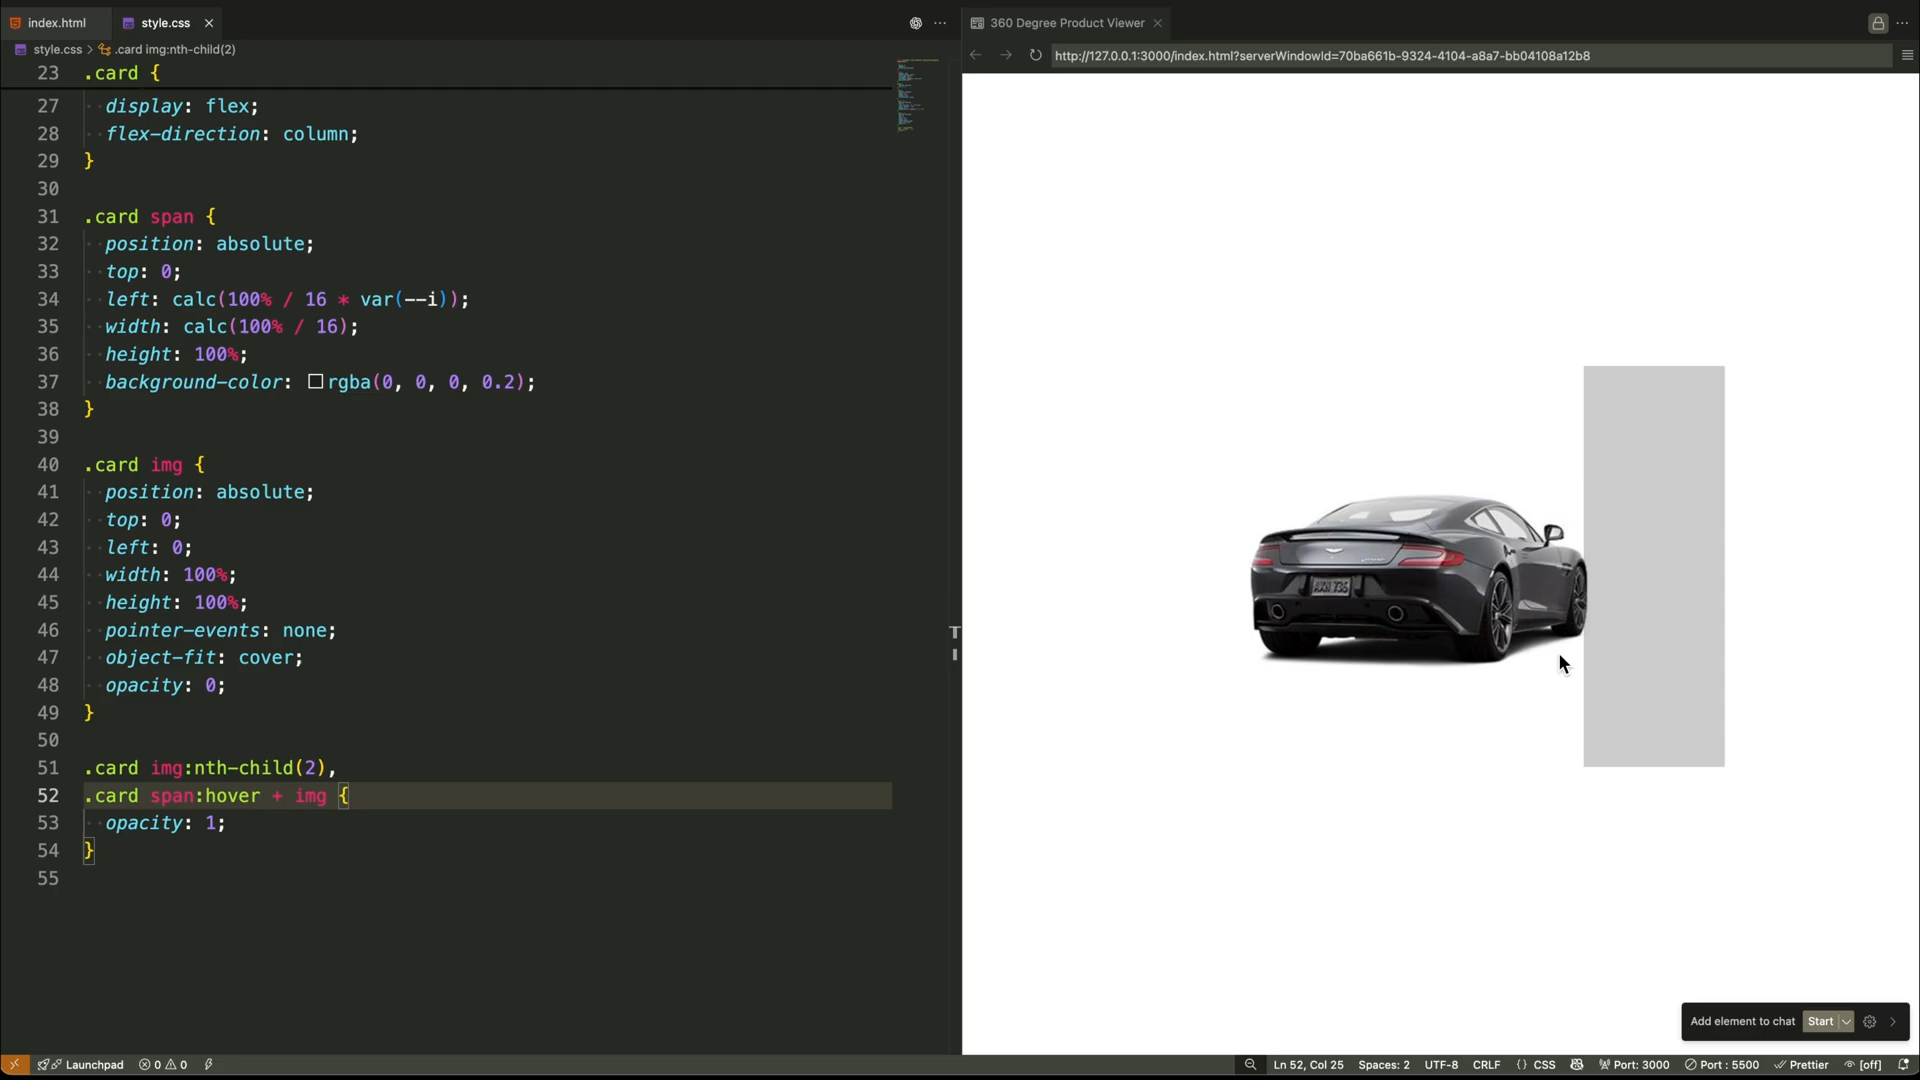 index.html
style.css
360 Degree Product Viewer
style.css > .card img:nth-child(2)
http://127.0.0.1:3000/index.html?serverWindowId=70ba661b-9324-4104-a8a7-bb04108a12b8
23 .card {
27 display: flex;
28 flex-direction: column;
29 }
30
31 .card span {
32 position: absolute;
33 top: 0;
34 left: calc(100% / 16 * var(--i));
35 width: calc(100% / 16);
36 height: 100%;
37 background-color: rgba(0, 0, 0, 0.2);
38 }
39
40 .card img {
41 position: absolute;
42 top: 0;
43 left: 0;
44 width: 100%;
45 height: 100%;
46 pointer-events: none;
47 object-fit: cover;
48 opacity: 0;
49 }
50
51 .card img:nth-child(2),
52 .card span:hover + img {
53 opacity: 1;
54 }
55
Add element to chat Start
Launchpad 0 0 Ln 52, Col 25 Spaces: 2 UTF-8 CRLF {} CSS Port: 3000 Port : 5500 Prettier [off]